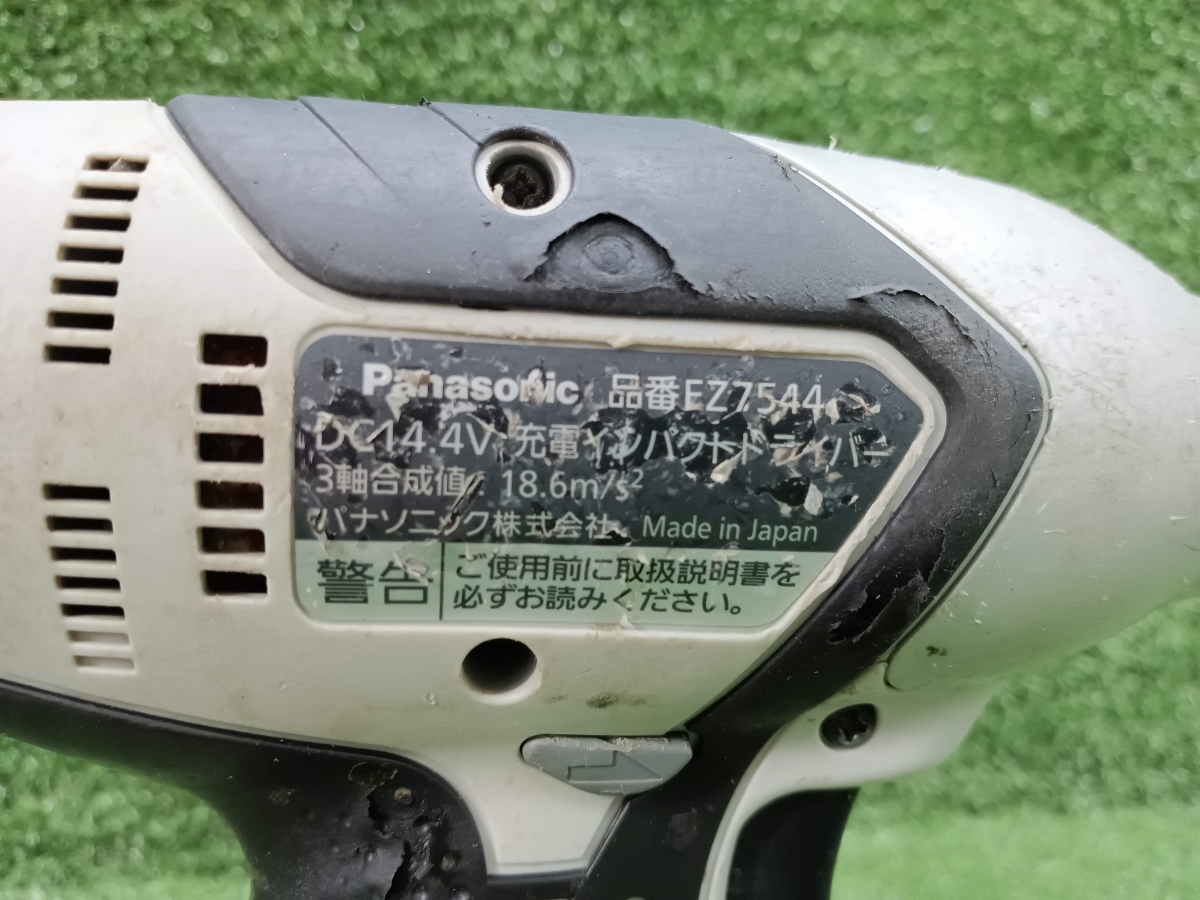 Panasonic 品番EZ7544
DC14.4V 充電インパクトドライバー
3軸合成値: 18.6m/s²
パナソニック株式会社 Made in Japan
警告 ご使用前に取扱説明書を
必ずお読みください。